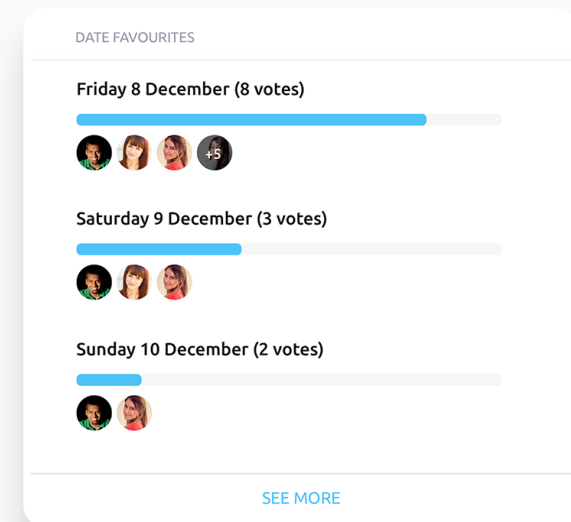 DATE FAVOURITES
Friday 8 December (8 votes)
+5
Saturday 9 December (3 votes)
Sunday 10 December (2 votes)
SEE MORE